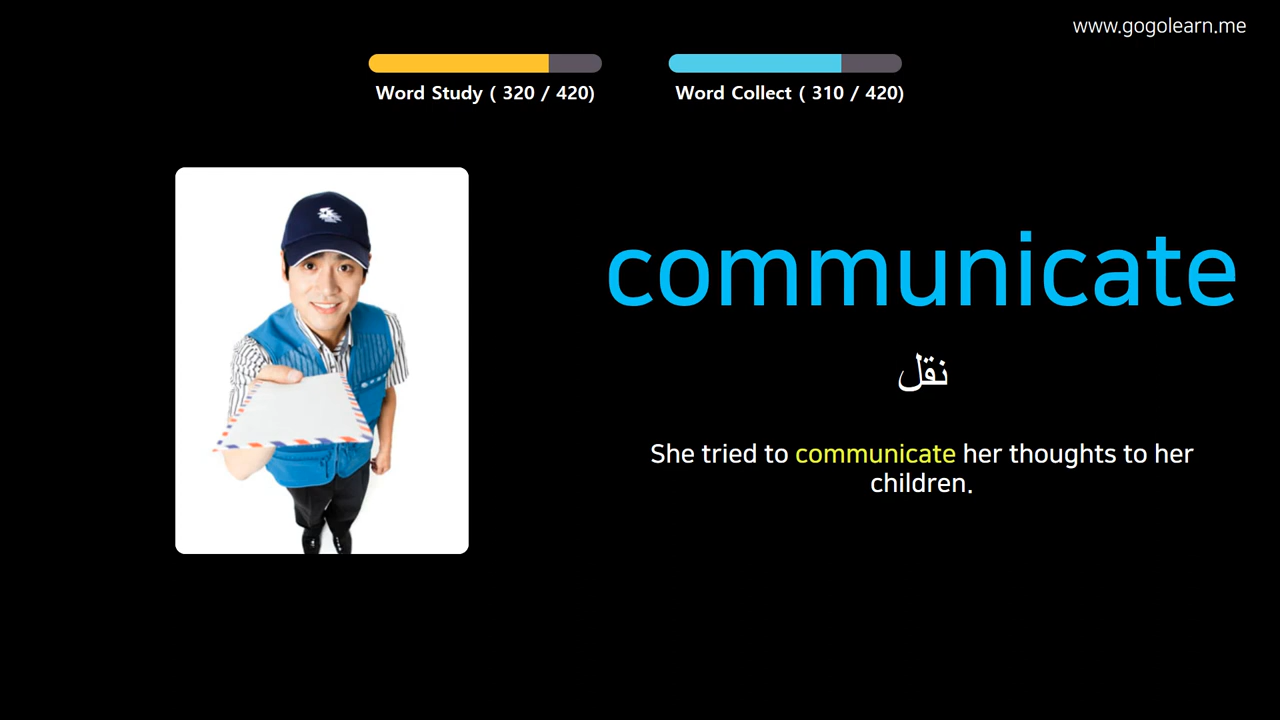 www.gogolearn.me
Word Study ( 320 / 420)
Word Collect ( 310 / 420)
communicate
نقل
She tried to communicate her thoughts to her
children.